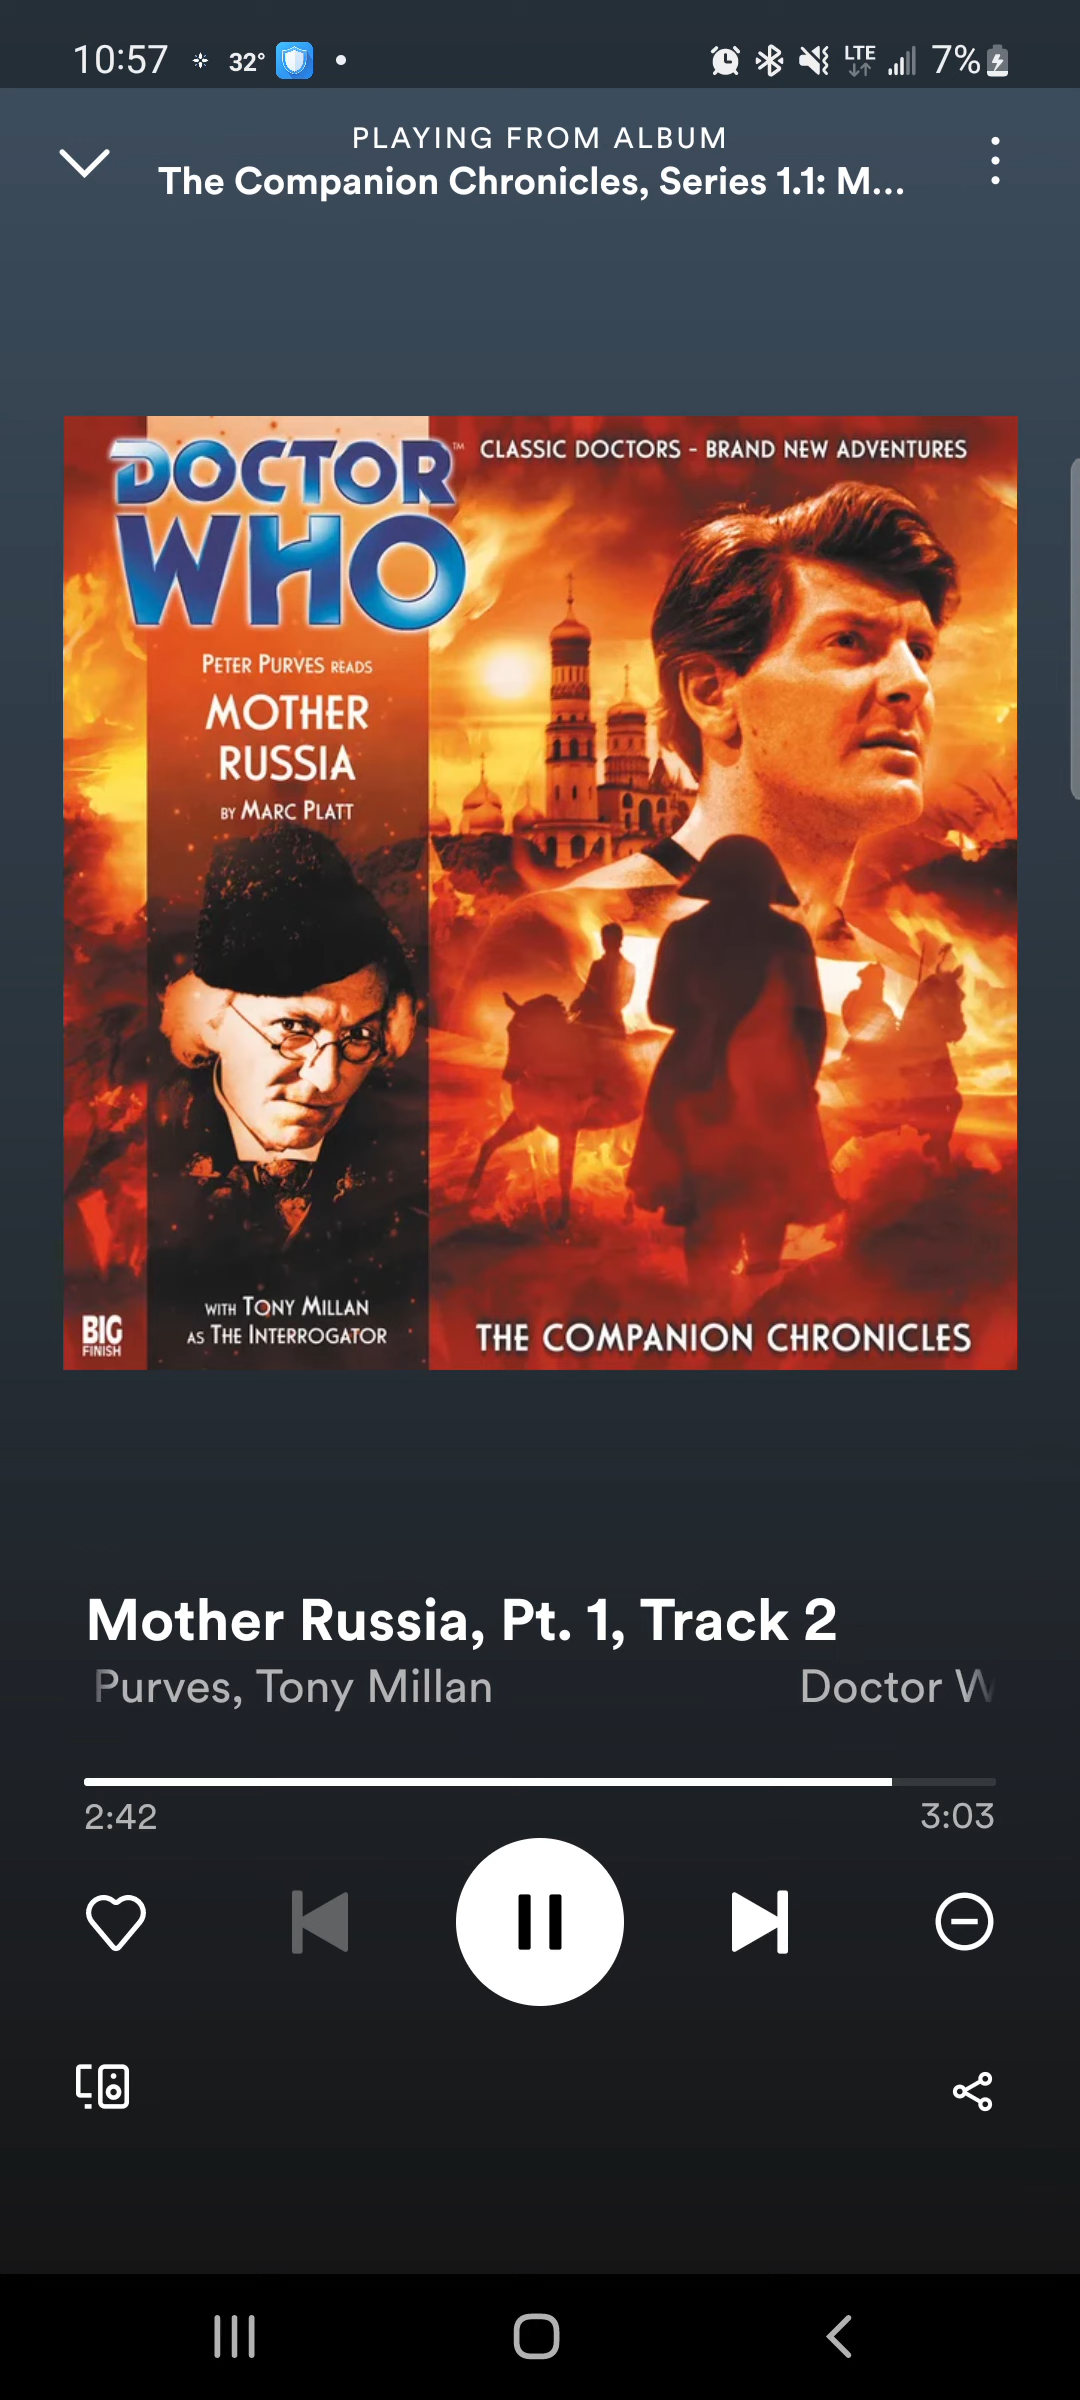 10:57
32°
LTE
7%
PLAYING FROM ALBUM
The Companion Chronicles, Series 1.1: M...
DOCTOR™
WHO
CLASSIC DOCTORS - BRAND NEW ADVENTURES
PETER PURVES READS
MOTHER
RUSSIA
BY MARC PLATT
WITH TONY MILLAN
AS THE INTERROGATOR
BIG
FINISH
THE COMPANION CHRONICLES
Mother Russia, Pt. 1, Track 2
Purves, Tony Millan Doctor W
2:42
3:03